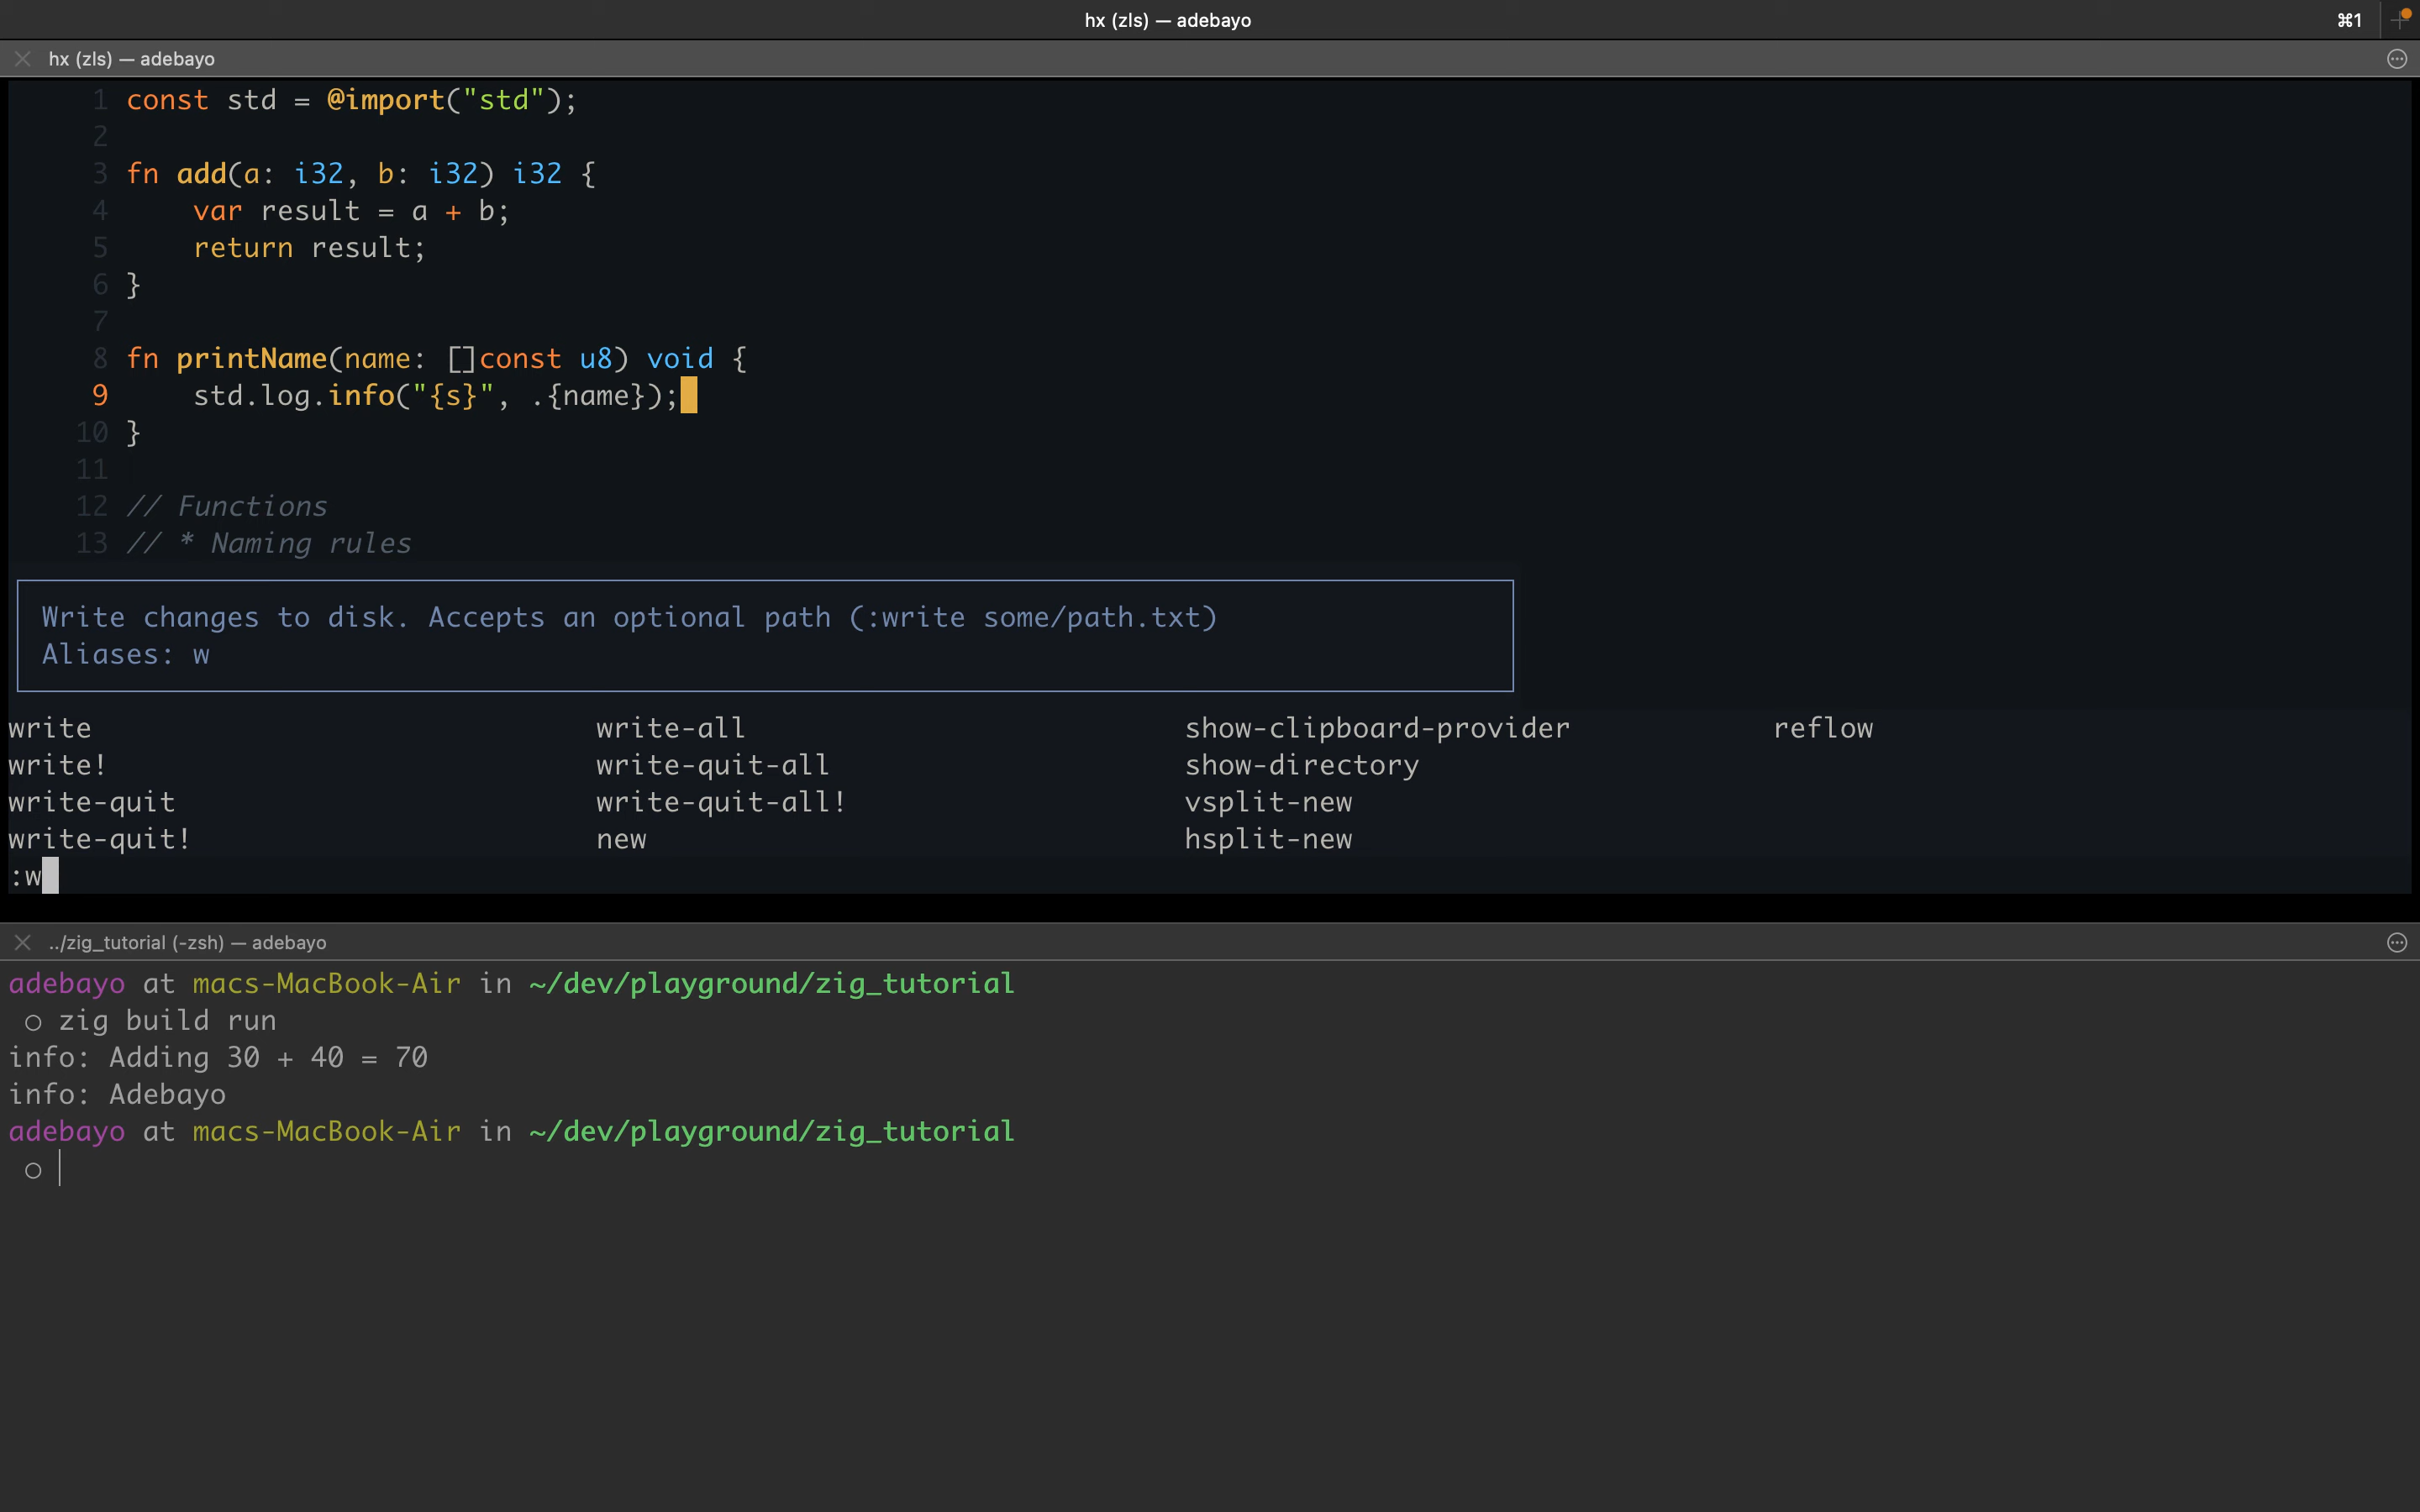 hx (zls) — adebayo
⌘1
hx (zls) — adebayo
1 const std = @import("std");
2
3 fn add(a: i32, b: i32) i32 {
4     var result = a + b;
5     return result;
6 }
7
8 fn printName(name: []const u8) void {
9     std.log.info("{s}", .{name});
10 }
11
12 // Functions
13 // * Naming rules
Write changes to disk. Accepts an optional path (:write some/path.txt)
Aliases: w
write write-all show-clipboard-provider reflow
write! write-quit-all show-directory
write-quit write-quit-all! vsplit-new
write-quit! new hsplit-new
:w
../zig_tutorial (-zsh) — adebayo
adebayo at macs-MacBook-Air in ~/dev/playground/zig_tutorial
○ zig build run
info: Adding 30 + 40 = 70
info: Adebayo
adebayo at macs-MacBook-Air in ~/dev/playground/zig_tutorial
○